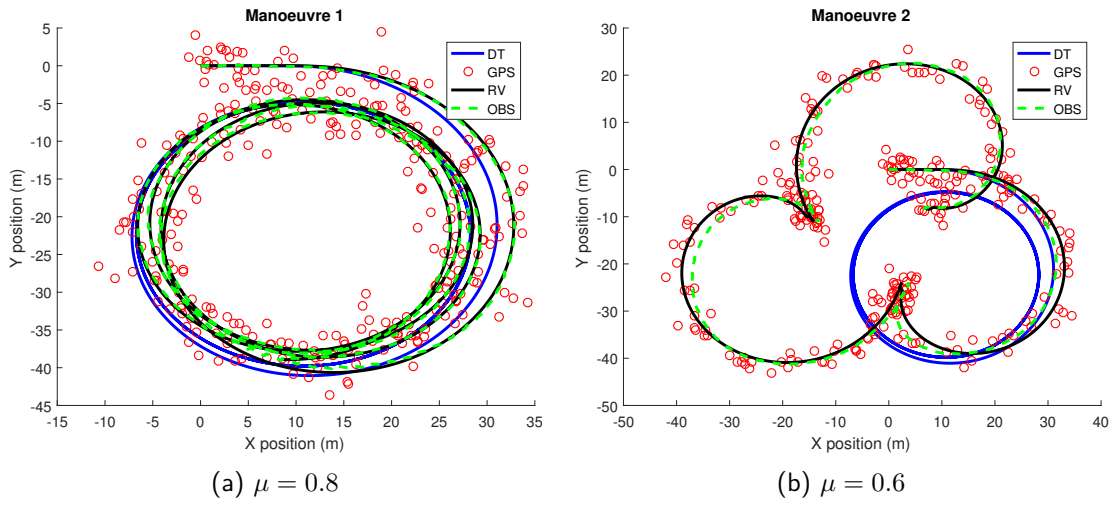 Manoeuvre 1
5
0
-5
-10
-15
-20
-25
-30
-35
-40
-45
Y position (m)
-15 -10 -5 0 5 10 15 20 25 30 35
X position (m)
DT
GPS
RV
OBS
(a) μ = 0.8
Manoeuvre 2
30
20
10
0
-10
-20
-30
-40
-50
Y position (m)
-50 -40 -30 -20 -10 0 10 20 30 40
X position (m)
DT
GPS
RV
OBS
(b) μ = 0.6